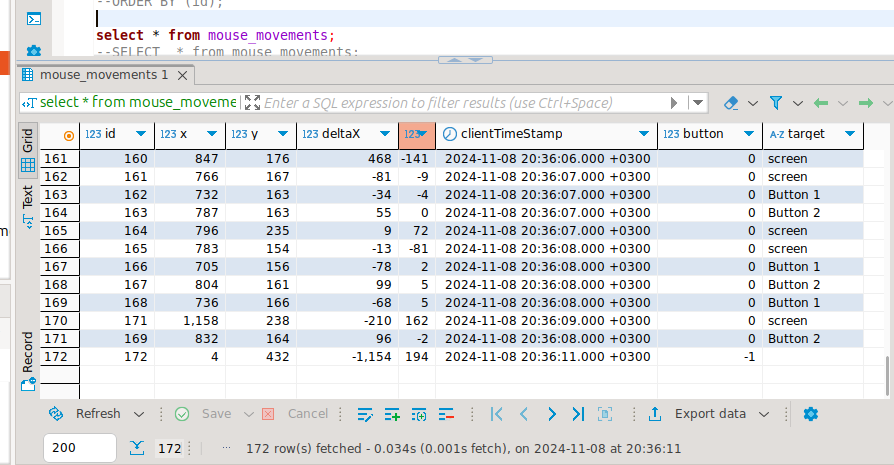 --ORDER BY (id);
select * from mouse_movements;
--SELECT * from mouse_movements;
mouse_movements 1
select * from mouse_moveme Enter a SQL expression to filter results (use Ctrl+Space)
Grid
Text
Record
123 id 123 x 123 y 123 deltaX 123 clientTimeStamp 123 button A-Z target
161 160 847 176 468 -141 2024-11-08 20:36:06.000 +0300 0 screen
162 161 766 167 -81 -9 2024-11-08 20:36:07.000 +0300 0 screen
163 162 732 163 -34 -4 2024-11-08 20:36:07.000 +0300 0 Button 1
164 163 787 163 55 0 2024-11-08 20:36:07.000 +0300 0 Button 2
165 164 796 235 9 72 2024-11-08 20:36:07.000 +0300 0 screen
166 165 783 154 -13 -81 2024-11-08 20:36:08.000 +0300 0 screen
167 166 705 156 -78 2 2024-11-08 20:36:08.000 +0300 0 Button 1
168 167 804 161 99 5 2024-11-08 20:36:08.000 +0300 0 Button 2
169 168 736 166 -68 5 2024-11-08 20:36:08.000 +0300 0 Button 1
170 171 1,158 238 -210 162 2024-11-08 20:36:09.000 +0300 0 screen
171 169 832 164 96 -2 2024-11-08 20:36:08.000 +0300 0 Button 2
172 172 4 432 -1,154 194 2024-11-08 20:36:11.000 +0300 -1
Refresh Save Cancel Export data
200 172 ··· 172 row(s) fetched - 0.034s (0.001s fetch), on 2024-11-08 at 20:36:11